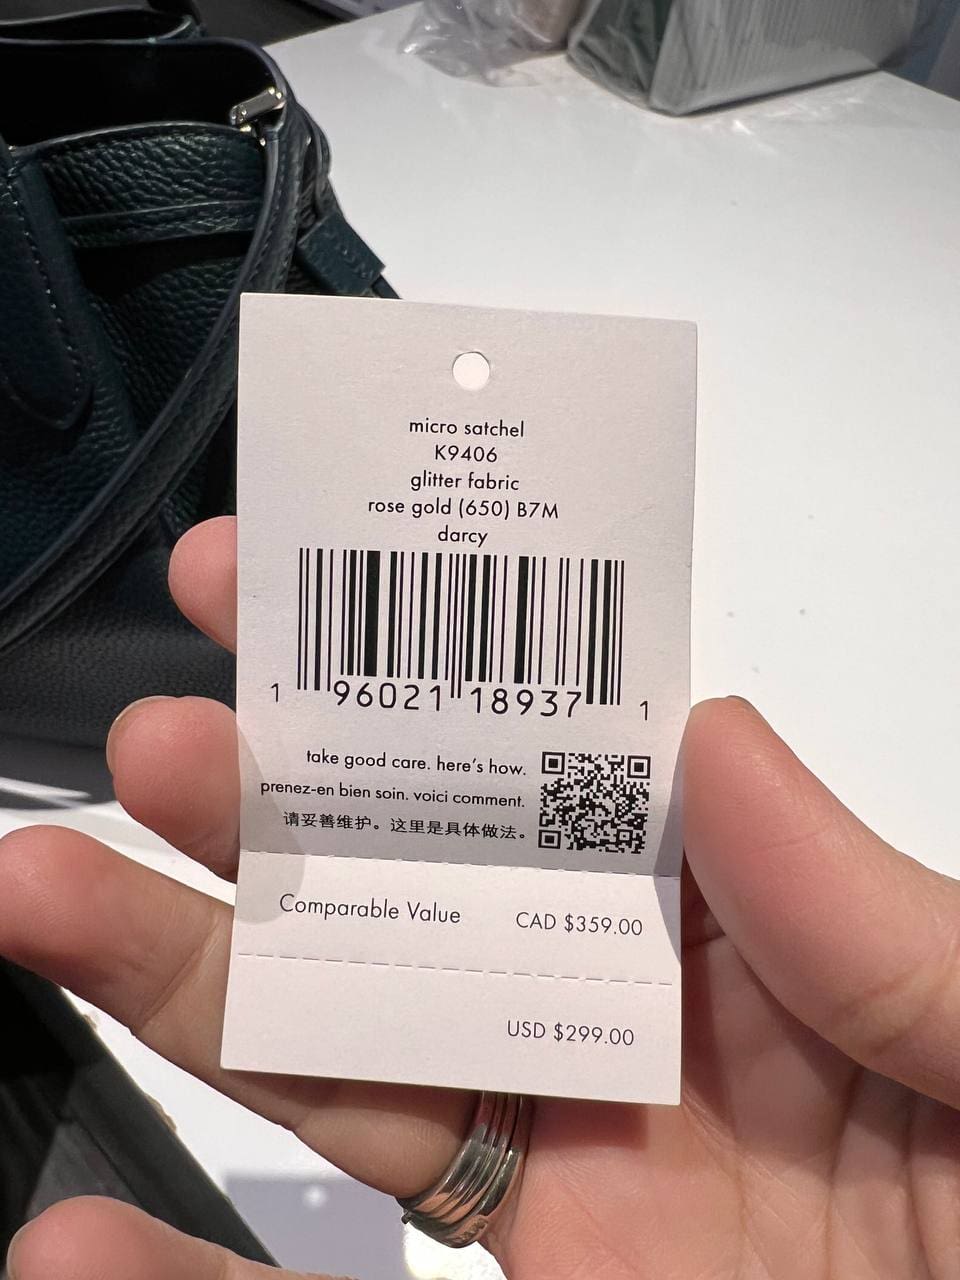 micro satchel
K9406
glitter fabric
rose gold (650) B7M
darcy
1 96021 18937 1
take good care. here's how.
prenez-en bien soin. voici comment.
请妥善维护。这里是具体做法。
Comparable Value CAD $359.00
USD $299.00